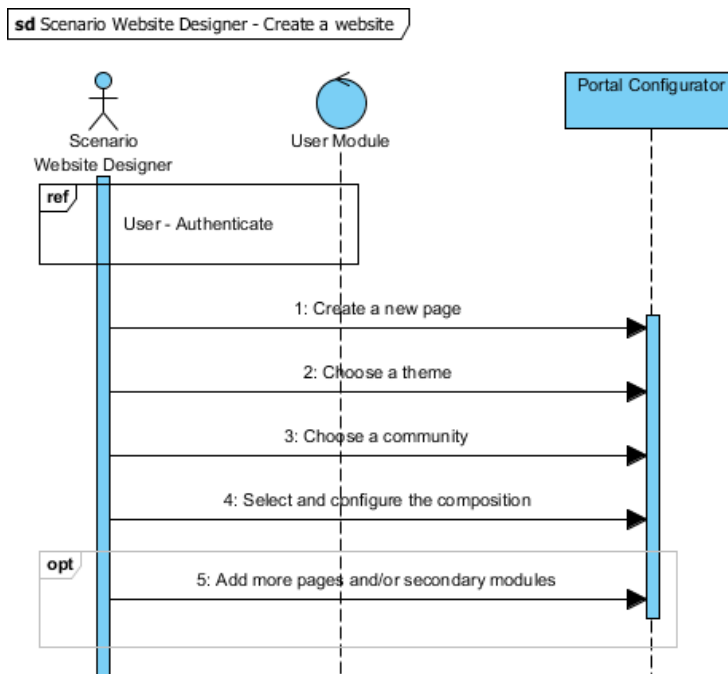 sd Scenario Website Designer - Create a website
Scenario
Website Designer
User Module
Portal Configurator
ref
User - Authenticate
1: Create a new page
2: Choose a theme
3: Choose a community
4: Select and configure the composition
opt
5: Add more pages and/or secondary modules